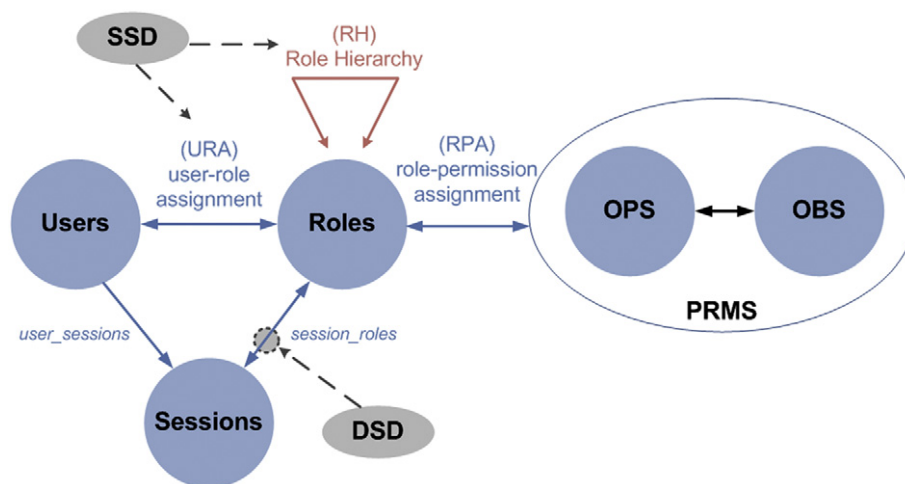 SSD
(RH)
Role Hierarchy
(URA)
user-role
assignment
(RPA)
role-permission
assignment
Users
Roles
OPS
OBS
PRMS
user_sessions
session_roles
Sessions
DSD